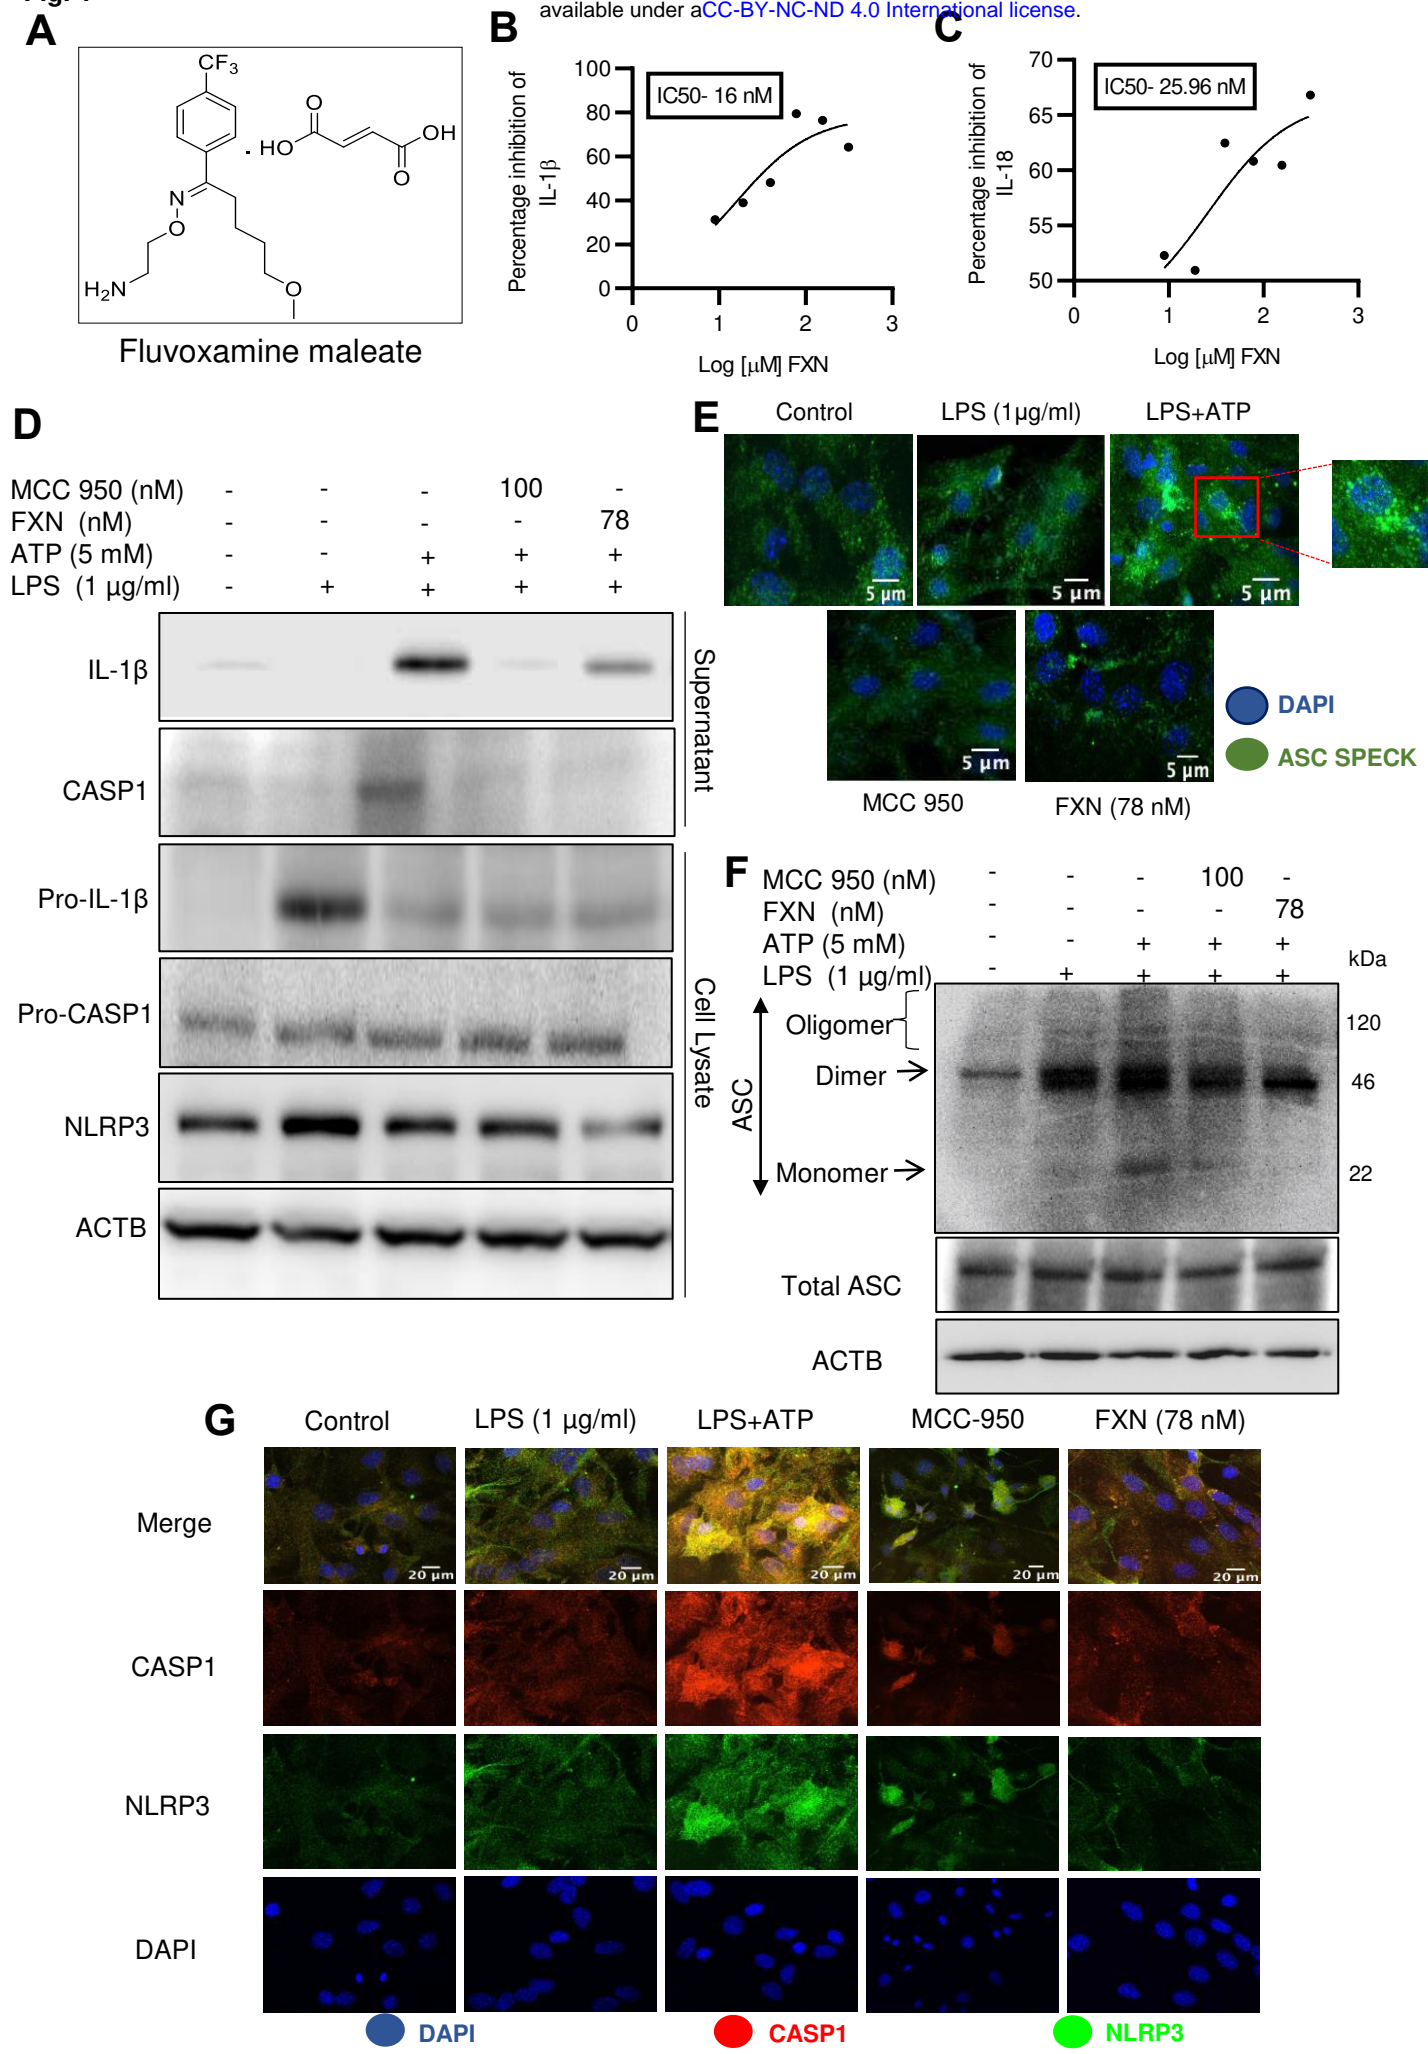 available under aCC-BY-NC-ND 4.0 International license.
A
CF3
O
HO
OH
O
N
O
H2N
O
Fluvoxamine maleate
B
Percentage inhibition of
IL-1β
100
80
60
40
20
0
IC50- 16 nM
0 1 2 3
Log [µM] FXN
C
Percentage inhibition of
IL-18
70
65
60
55
50
IC50- 25.96 nM
0 1 2 3
Log [µM] FXN
D
MCC 950 (nM) - - - 100 -
FXN (nM) - - - - 78
ATP (5 mM) - - + + +
LPS (1 µg/ml) - + + + +
IL-1β
CASP1
Supernatant
Pro-IL-1β
Pro-CASP1
NLRP3
ACTB
Cell Lysate
E
Control LPS (1µg/ml) LPS+ATP
5 µm 5 µm 5 µm
5 µm 5 µm
MCC 950 FXN (78 nM)
DAPI
ASC SPECK
F
MCC 950 (nM) - - - 100 -
FXN (nM) - - - - 78
ATP (5 mM) - - + + +
LPS (1 µg/ml) - + + + +
kDa
ASC
Oligomer 120
Dimer 46
Monomer 22
Total ASC
ACTB
G
Control LPS (1 µg/ml) LPS+ATP MCC-950 FXN (78 nM)
Merge
20 µm 20 µm 20 µm 20 µm 20 µm
CASP1
NLRP3
DAPI
DAPI CASP1 NLRP3